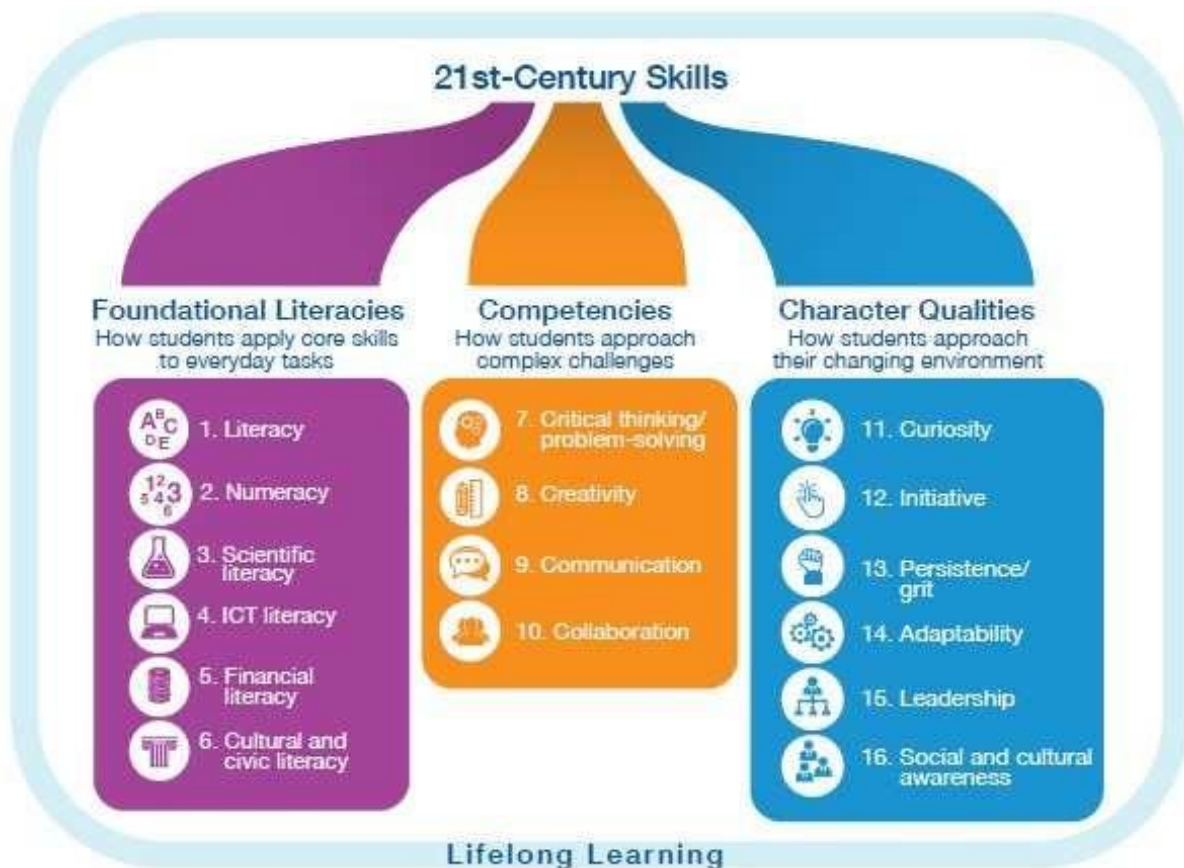 21st-Century Skills
Foundational Literacies
How students apply core skills
to everyday tasks
1. Literacy
2. Numeracy
3. Scientific
literacy
4. ICT literacy
5. Financial
literacy
6. Cultural and
civic literacy
Competencies
How students approach
complex challenges
7. Critical thinking/
problem-solving
8. Creativity
9. Communication
10. Collaboration
Character Qualities
How students approach
their changing environment
11. Curiosity
12. Initiative
13. Persistence/
grit
14. Adaptability
15. Leadership
16. Social and cultural
awareness
Lifelong Learning